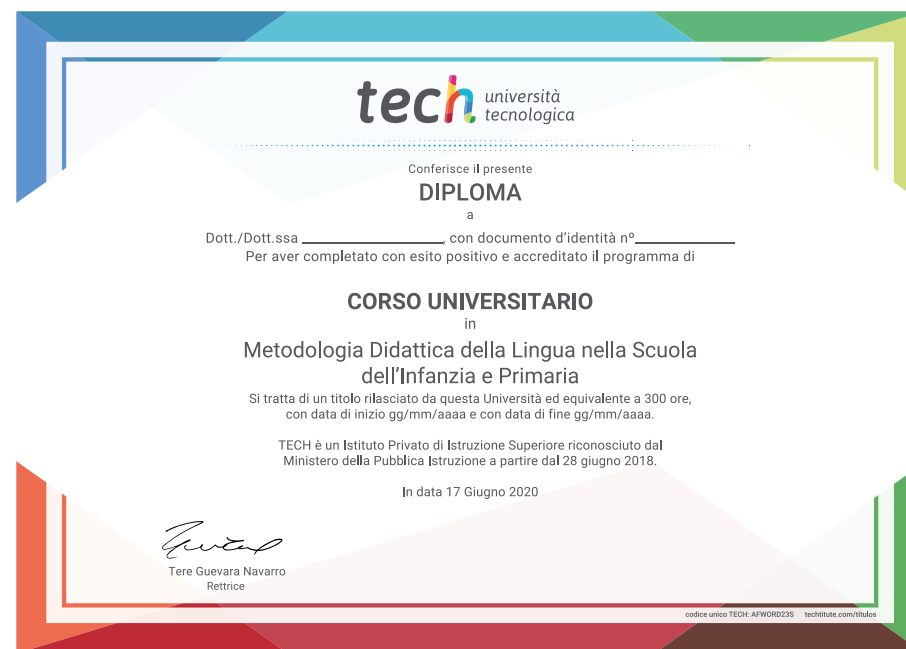 tech università
tecnologica
Conferisce il presente
DIPLOMA
a
Dott./Dott.ssa ________________, con documento d'identità nº____________
Per aver completato con esito positivo e accreditato il programma di
CORSO UNIVERSITARIO
in
Metodologia Didattica della Lingua nella Scuola
dell'Infanzia e Primaria
Si tratta di un titolo rilasciato da questa Università ed equivalente a 300 ore,
con data di inizio gg/mm/aaaa e con data di fine gg/mm/aaaa.
TECH è un Istituto Privato di Istruzione Superiore riconosciuto dal
Ministero della Pubblica Istruzione a partire dal 28 giugno 2018.
In data 17 Giugno 2020
Tere Guevara Navarro
Rettrice
codice unico TECH: AFWORD23S techtitute.com/titulos